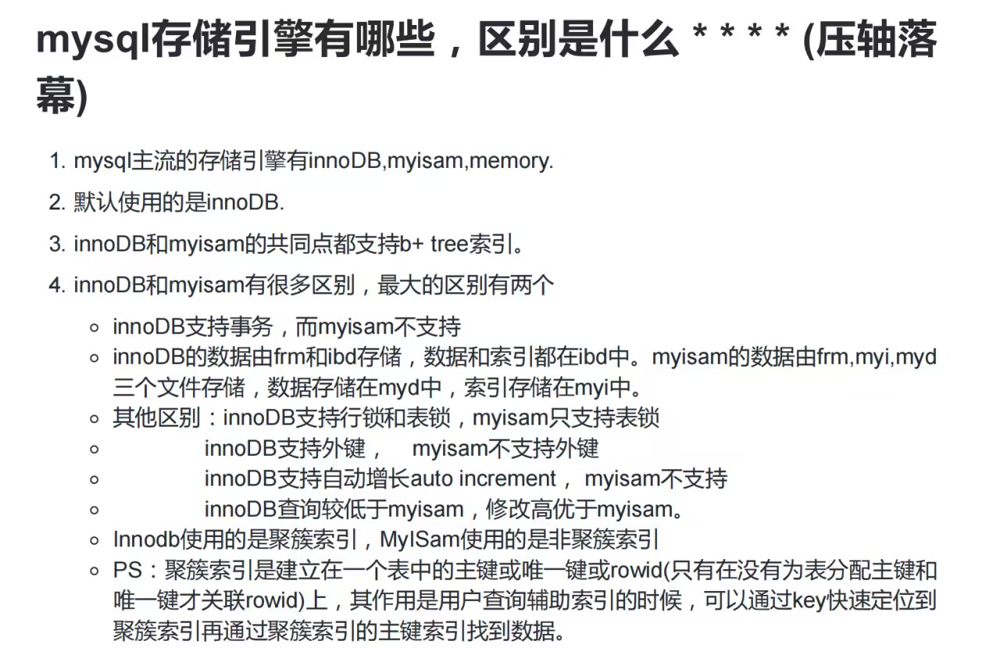 mysql存储引擎有哪些，区别是什么 * * * * (压轴落
幕)
1. mysql主流的存储引擎有innoDB,myisam,memory.
2. 默认使用的是innoDB.
3. innoDB和myisam的共同点都支持b+ tree索引。
4. innoDB和myisam有很多区别，最大的区别有两个
innoDB支持事务，而myisam不支持
innoDB的数据由frm和ibd存储，数据和索引都在ibd中。myisam的数据由frm,myi,myd
三个文件存储，数据存储在myd中，索引存储在myi中。
其他区别：innoDB支持行锁和表锁，myisam只支持表锁
innoDB支持外键， myisam不支持外键
innoDB支持自动增长auto increment， myisam不支持
innoDB查询较低于myisam，修改高优于myisam。
Innodb使用的是聚簇索引，MyISam使用的是非聚簇索引
PS：聚簇索引是建立在一个表中的主键或唯一键或rowid(只有在没有为表分配主键和
唯一键才关联rowid)上，其作用是用户查询辅助索引的时候，可以通过key快速定位到
聚簇索引再通过聚簇索引的主键索引找到数据。